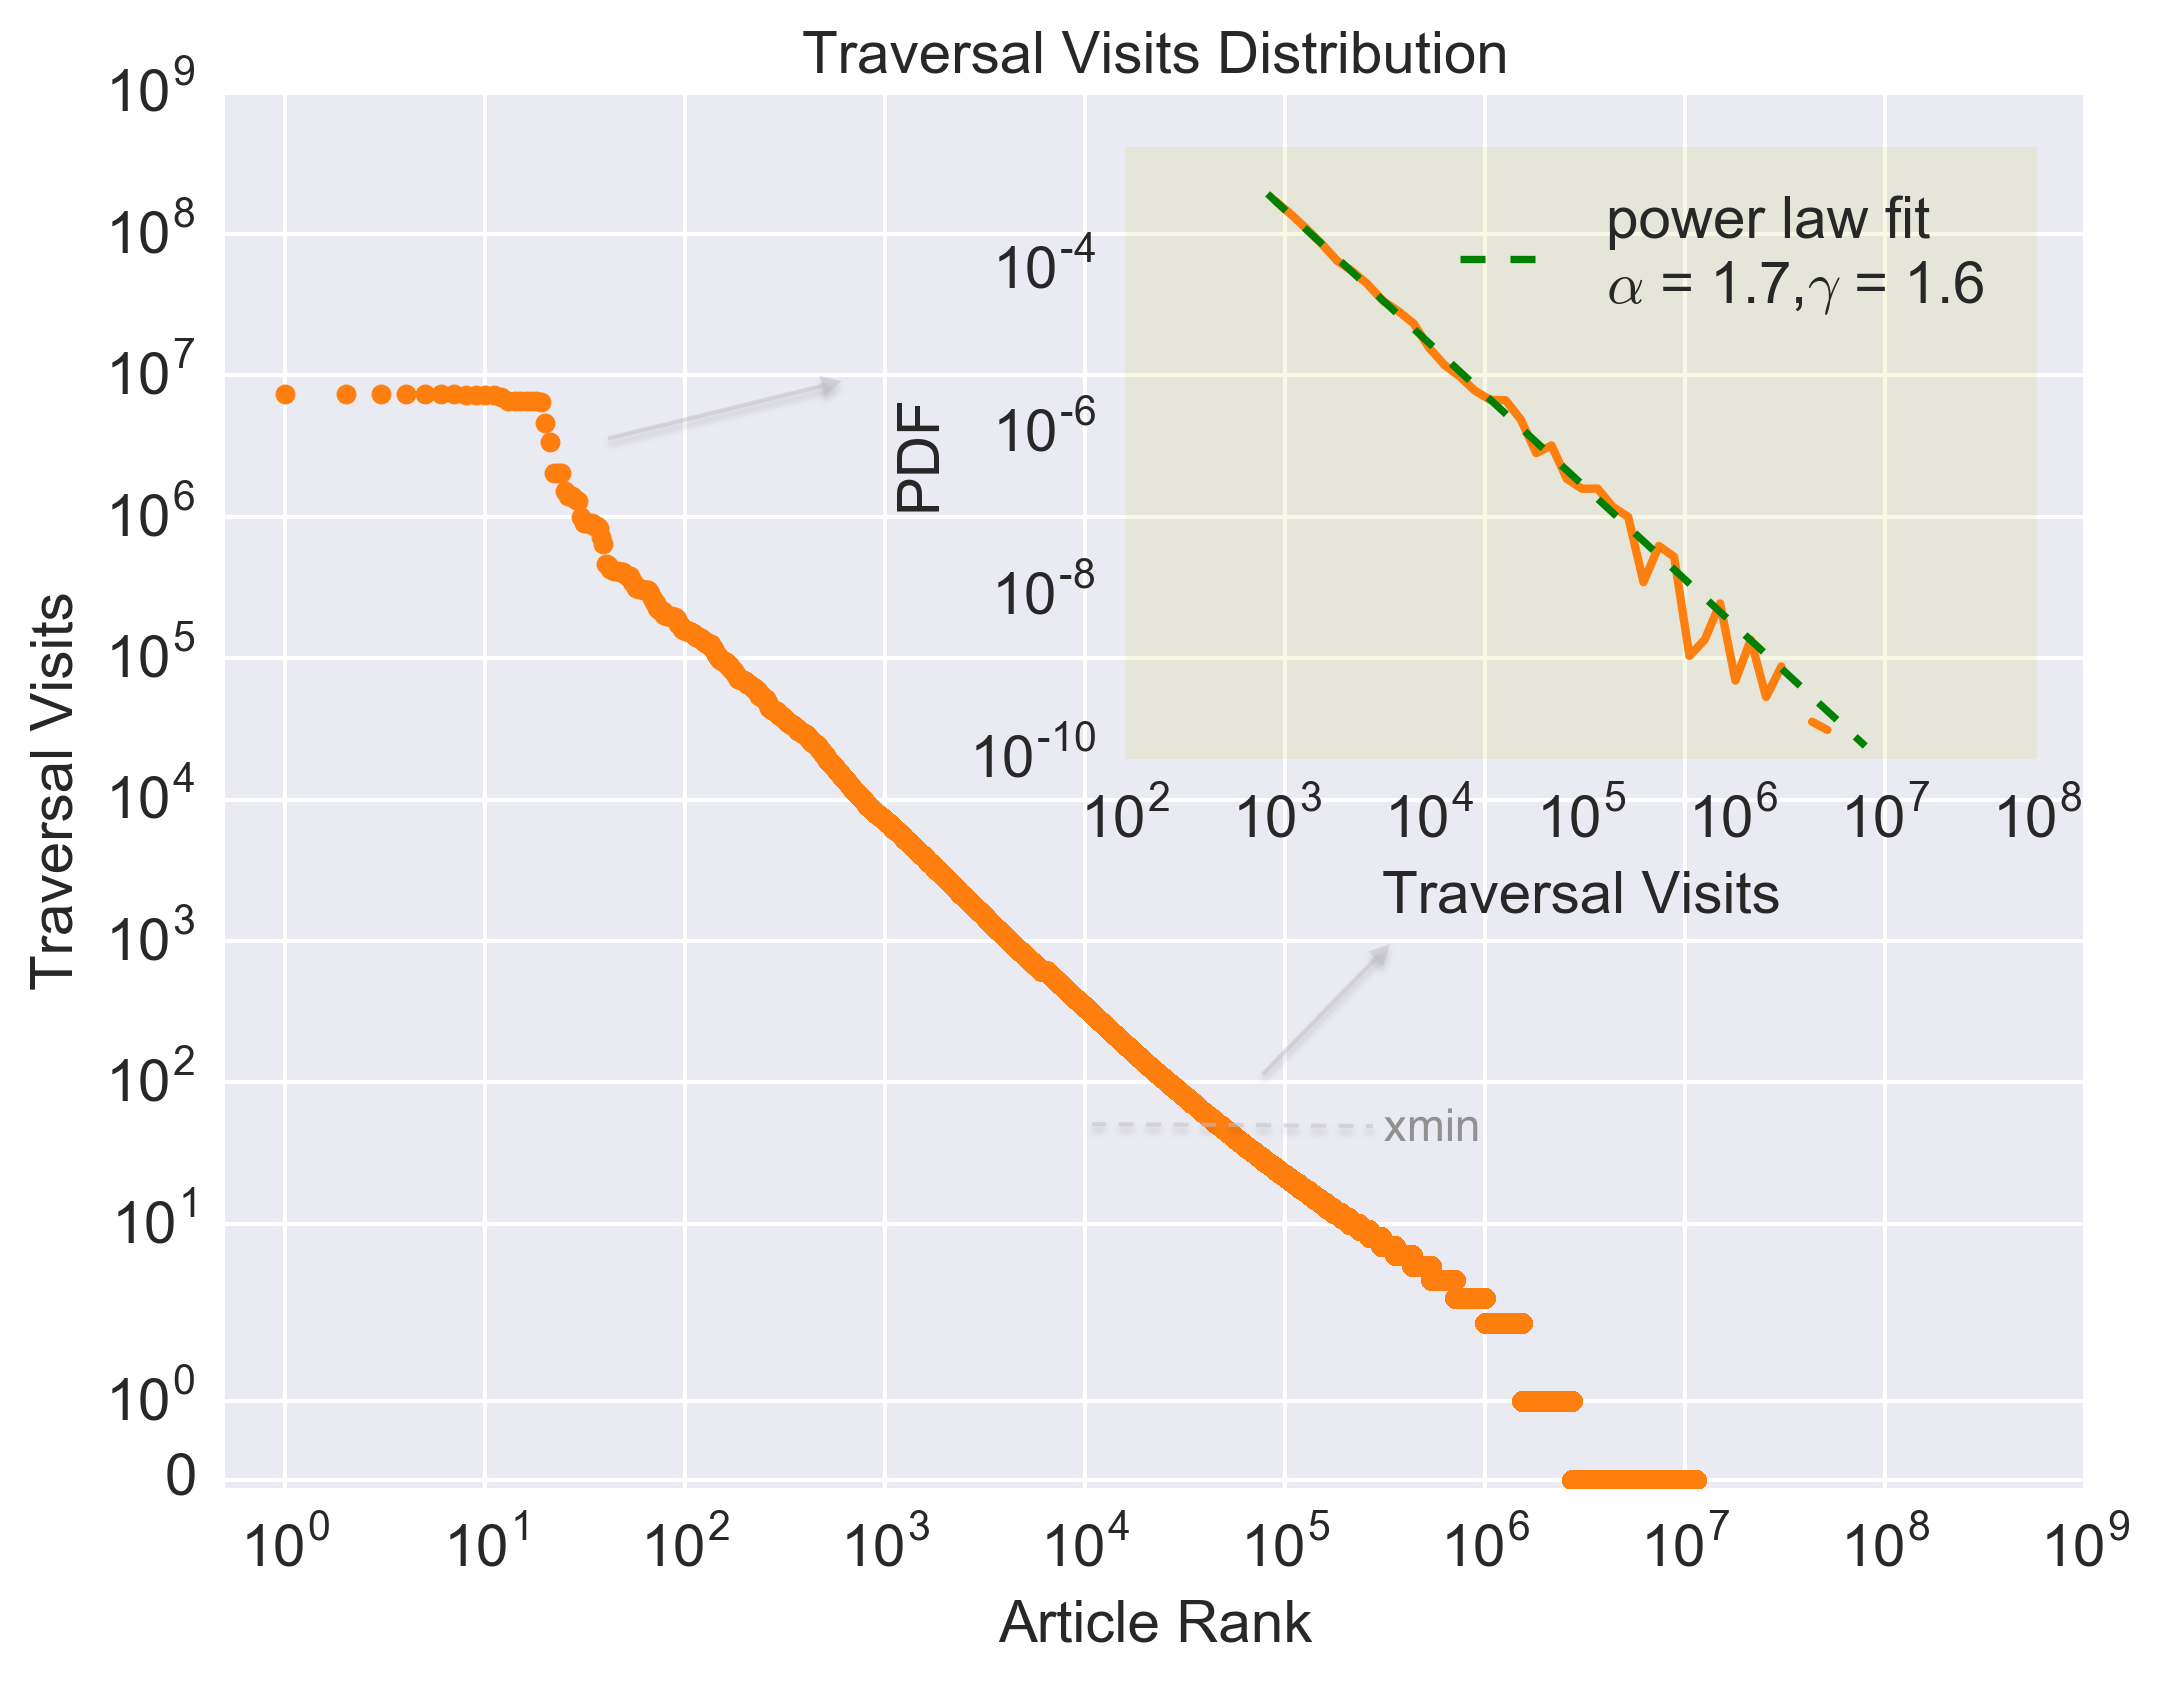 Traversal Visits Distribution
Traversal Visits
10^9
10^8
10^7
10^6
10^5
10^4
10^3
10^2
10^1
10^0
0
10^0 10^1 10^2 10^3 10^4 10^5 10^6 10^7 10^8 10^9
Article Rank
PDF
10^-4
10^-6
10^-8
10^-10
10^2 10^3 10^4 10^5 10^6 10^7 10^8
Traversal Visits
power law fit
α = 1.7,γ = 1.6
xmin